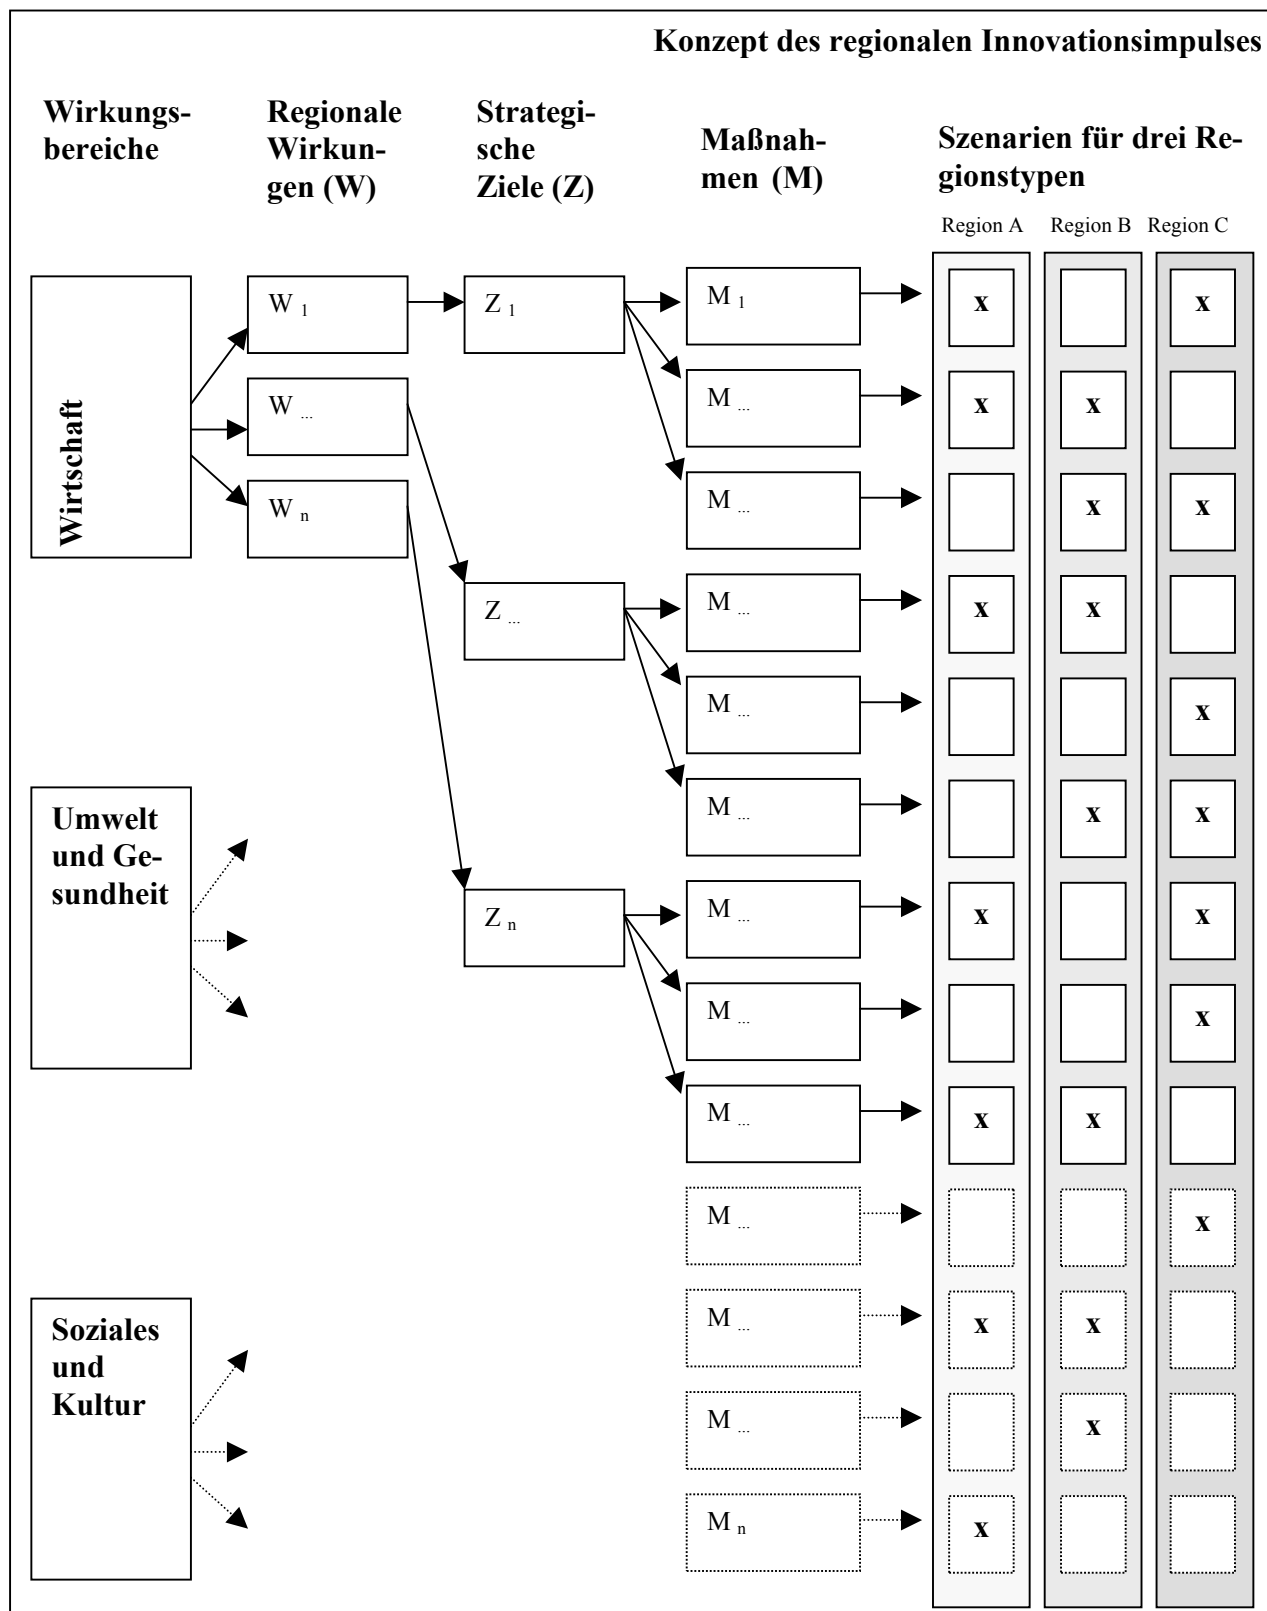 Konzept des regionalen Innovationsimpulses
Wirkungs-
bereiche
Regionale
Wirkun-
gen (W)
Strategi-
sche
Ziele (Z)
Maßnah-
men (M)
Szenarien für drei Re-
gionstypen
Region A Region B Region C
Wirtschaft
W 1
W ...
W n
Z 1
Z ...
Z n
M 1 x x
M ... x x
M ... x x
M ... x x
M ... x
M ... x x
M ... x x
M ... x
M ... x x
M ... x
M ... x x
M ... x
M n x
Umwelt
und Ge-
sundheit
Soziales
und
Kultur